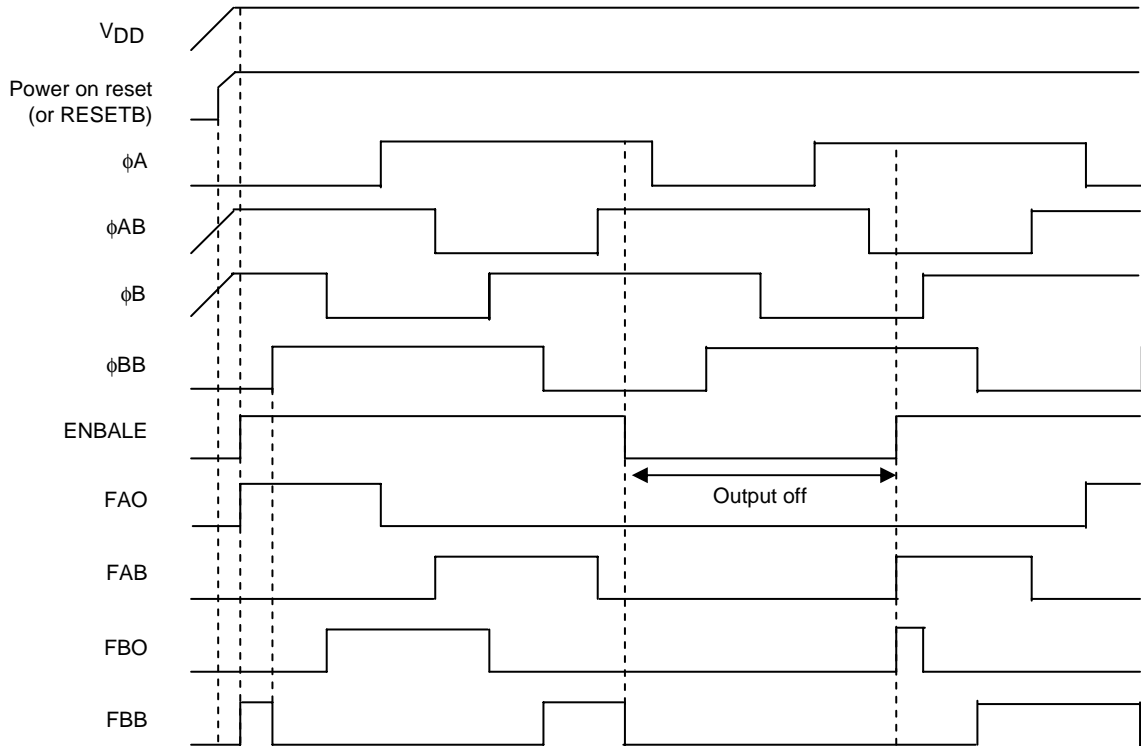 VDD
Power on reset
(or RESETB)
ϕA
ϕAB
ϕB
ϕBB
ENBALE
Output off
FAO
FAB
FBO
FBB